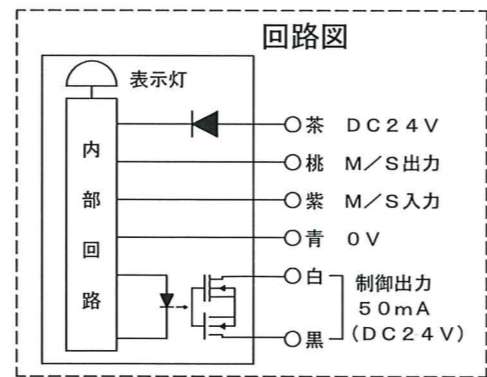 回路図
表示灯
内部回路
茶 DC24V
桃 M/S出力
紫 M/S入力
青 0V
白
制御出力
50mA
(DC24V)
黒